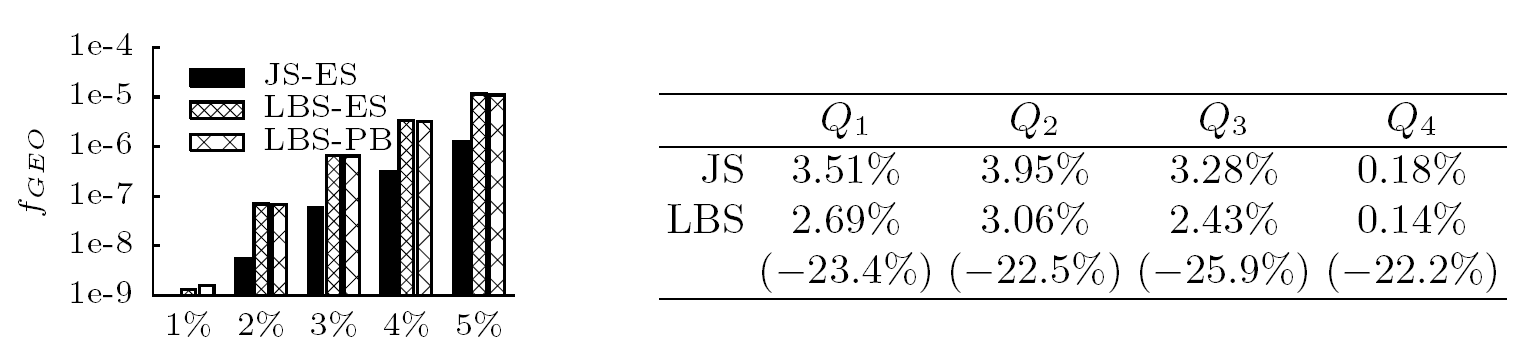 1e-4
1e-5
1e-6
1e-7
1e-8
1e-9
f_GEO
JS-ES
LBS-ES
LBS-PB
1% 2% 3% 4% 5%
Q1 Q2 Q3 Q4
JS 3.51% 3.95% 3.28% 0.18%
LBS 2.69% 3.06% 2.43% 0.14%
(−23.4%) (−22.5%) (−25.9%) (−22.2%)